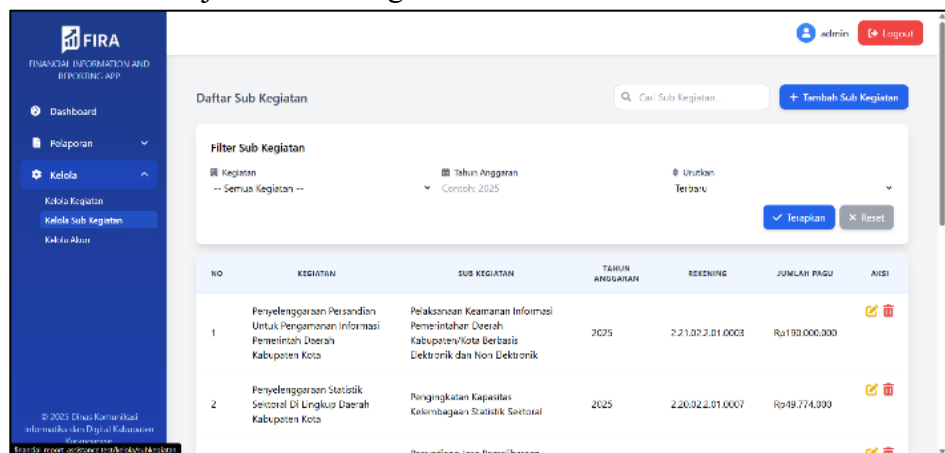 FIRA
FINANCIAL INFORMATION AND
REPORTING APP
Dashboard
Pelaporan
Kelola
Kelola Kegiatan
Kelola Sub Kegiatan
Kelola Akun
© 2025 Dinas Komunikasi
Informatika dan Digital Kabupaten
admin
Logout
Daftar Sub Kegiatan
Cari Sub Kegiatan...
+ Tambah Sub Kegiatan
Filter Sub Kegiatan
Kegiatan
-- Semua Kegiatan --
Tahun Anggaran
Contoh: 2025
Urutkan
Terbaru
Terapkan
Reset
NO KEGIATAN SUB KEGIATAN TAHUN ANGGARAN REKENING JUMLAH PAGU AKSI
1
Penyelenggaraan Persandian
Untuk Pengamanan Informasi
Pemerintah Daerah
Kabupaten Kota
Pelaksanaan Keamanan Informasi
Pemerintahan Daerah
Kabupaten/Kota Berbasis
Elektronik dan Non Elektronik
2025
2.21.02.2.01.0003
Rp190.000.000
2
Penyelenggaraan Statistik
Sektoral Di Lingkup Daerah
Kabupaten Kota
Pengingkatan Kapasitas
Kelembagaan Statistik Sektoral
2025
2.20.02.2.01.0007
Rp49.774.000